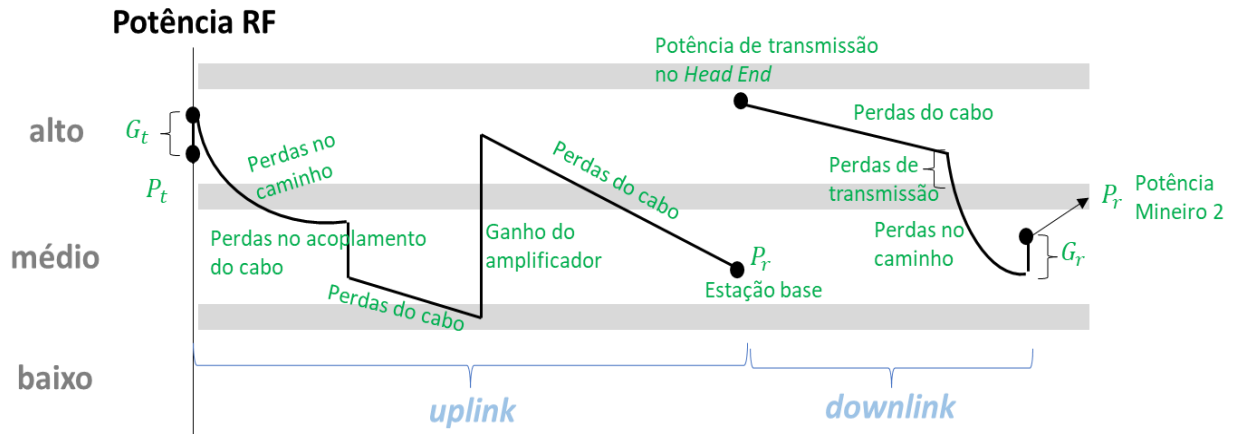 Potência RF
alto
médio
baixo
G_t
P_t
Perdas no
caminho
Perdas no acoplamento
do cabo
Perdas do cabo
Ganho do
amplificador
Perdas do cabo
P_r
Estação base
uplink
Potência de transmissão
no Head End
Perdas do cabo
Perdas de
transmissão
Perdas no
caminho
G_r
P_r
Potência
Mineiro 2
downlink